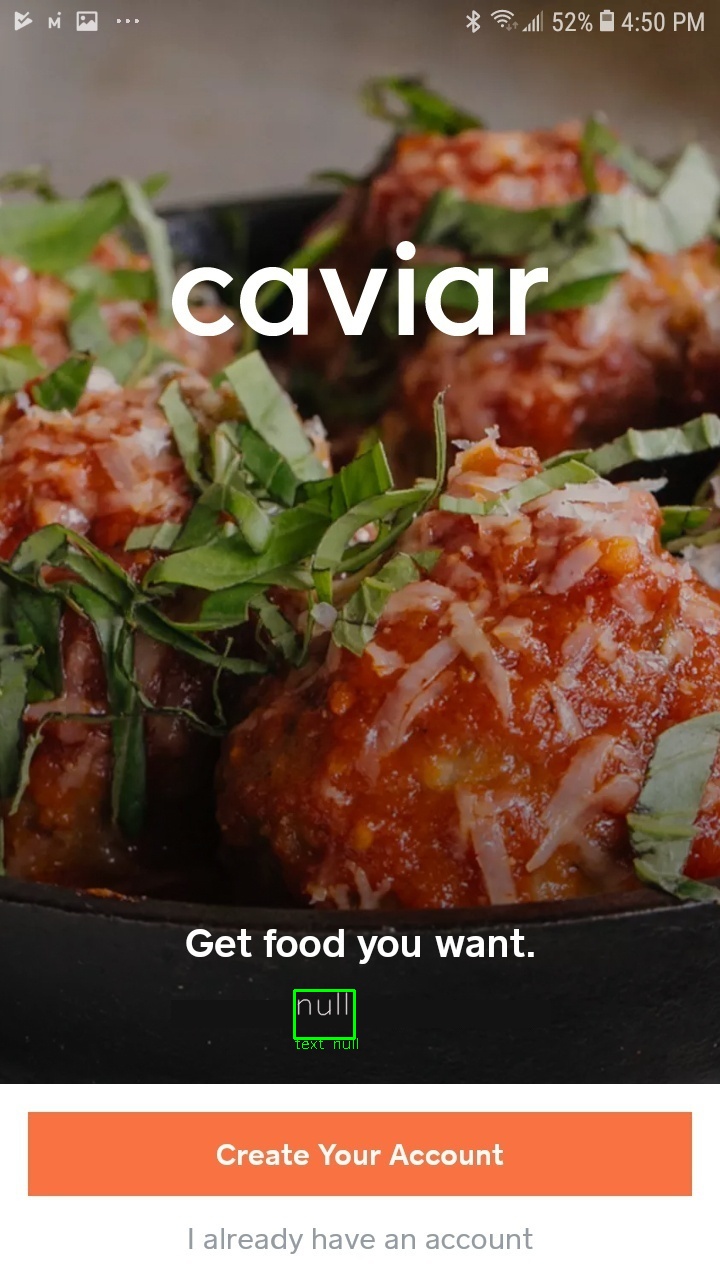 52% 4:50 PM
caviar
Get food you want.
null
text null
Create Your Account
I already have an account